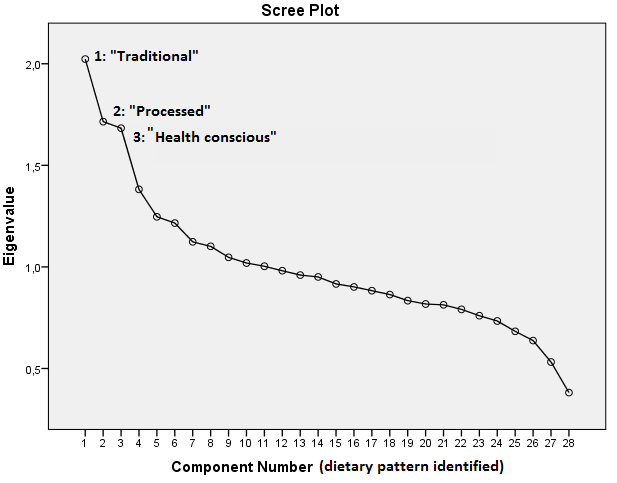 Scree Plot
2,0
1,5
1,0
0,5
Eigenvalue
1: "Traditional"
2: "Processed"
3: "Health conscious"
1 2 3 4 5 6 7 8 9 10 11 12 13 14 15 16 17 18 19 20 21 22 23 24 25 26 27 28
Component Number (dietary pattern identified)